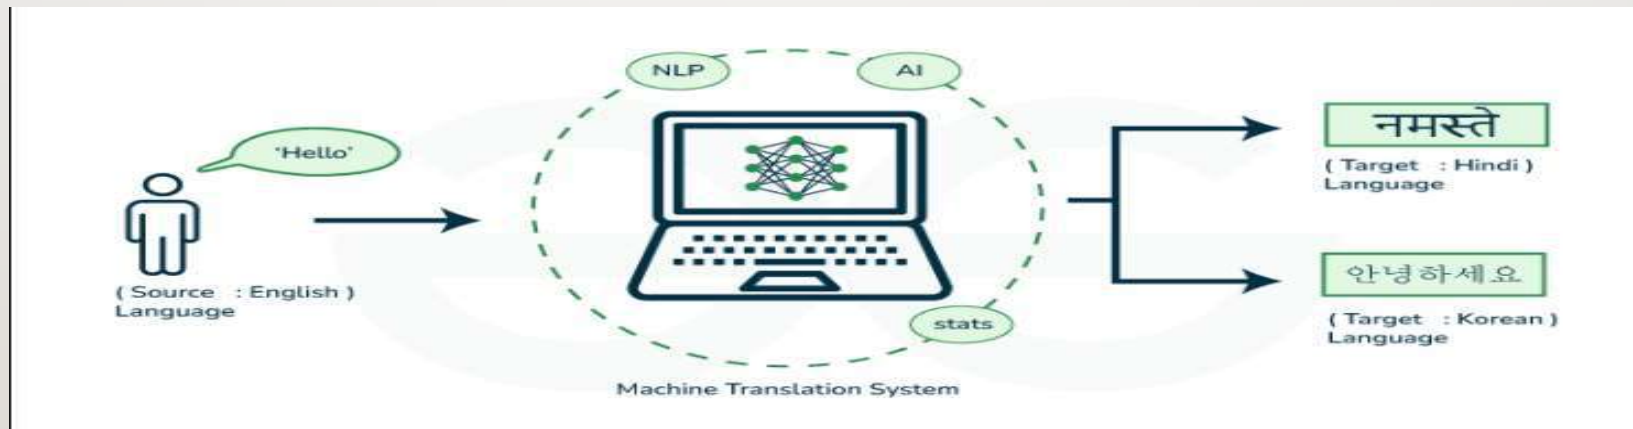 NLP
AI
'Hello'
( Source : English )
Language
stats
Machine Translation System
नमस्ते
( Target : Hindi )
Language
안녕하세요
( Target : Korean )
Language